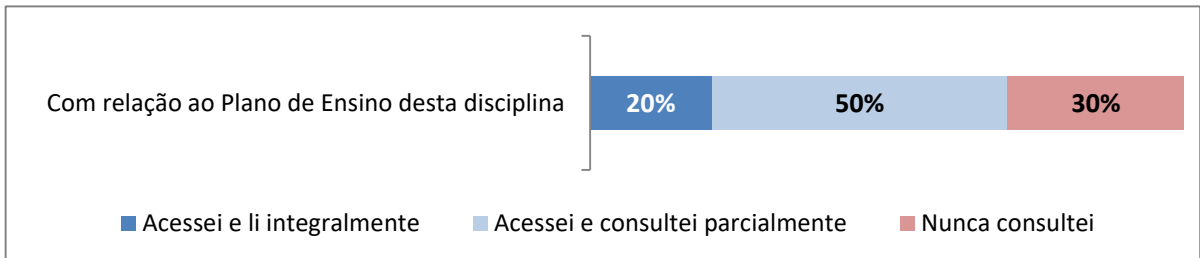 Com relação ao Plano de Ensino desta disciplina
20% 50% 30%
Acessei e li integralmente Acessei e consultei parcialmente Nunca consultei